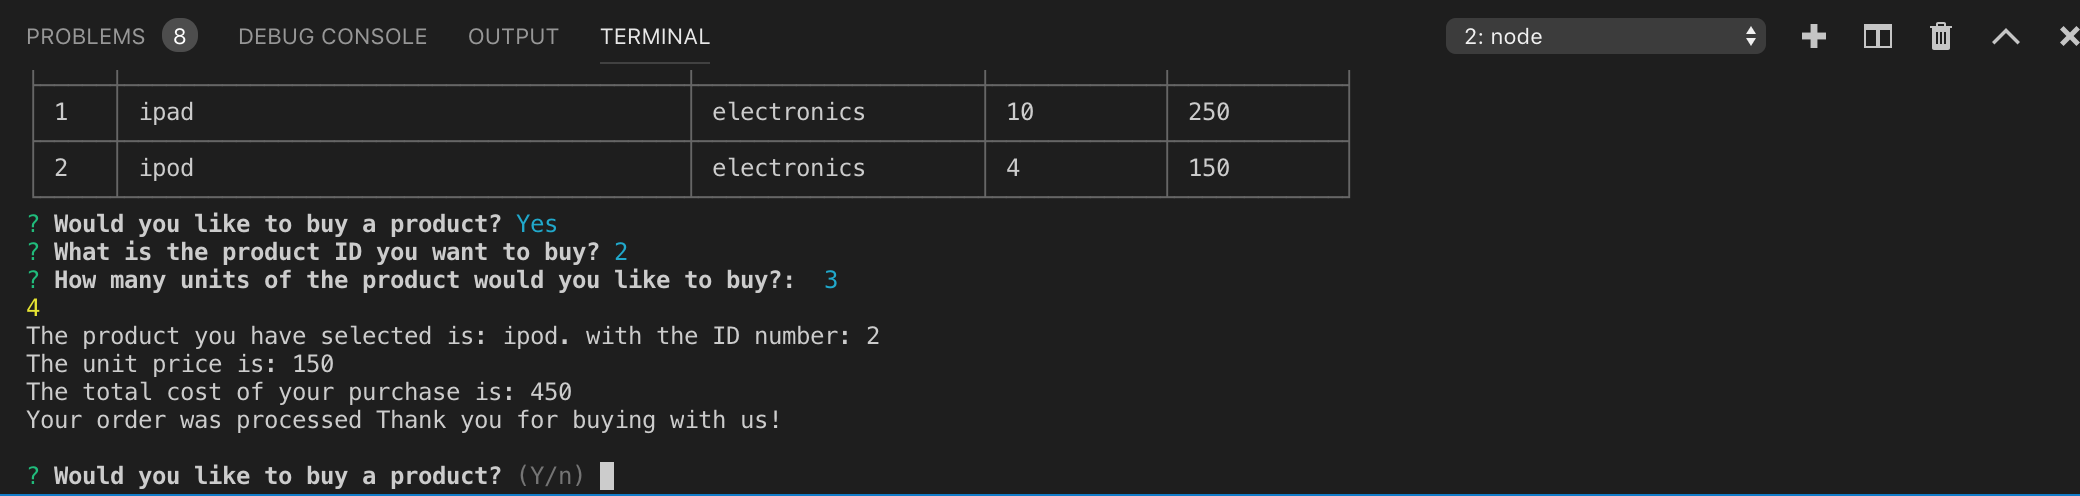 PROBLEMS 8 DEBUG CONSOLE OUTPUT TERMINAL 2: node
1 ipad electronics 10 250
2 ipod electronics 4 150
? Would you like to buy a product? Yes
? What is the product ID you want to buy? 2
? How many units of the product would you like to buy?: 3
4
The product you have selected is: ipod. with the ID number: 2
The unit price is: 150
The total cost of your purchase is: 450
Your order was processed Thank you for buying with us!
? Would you like to buy a product? (Y/n)